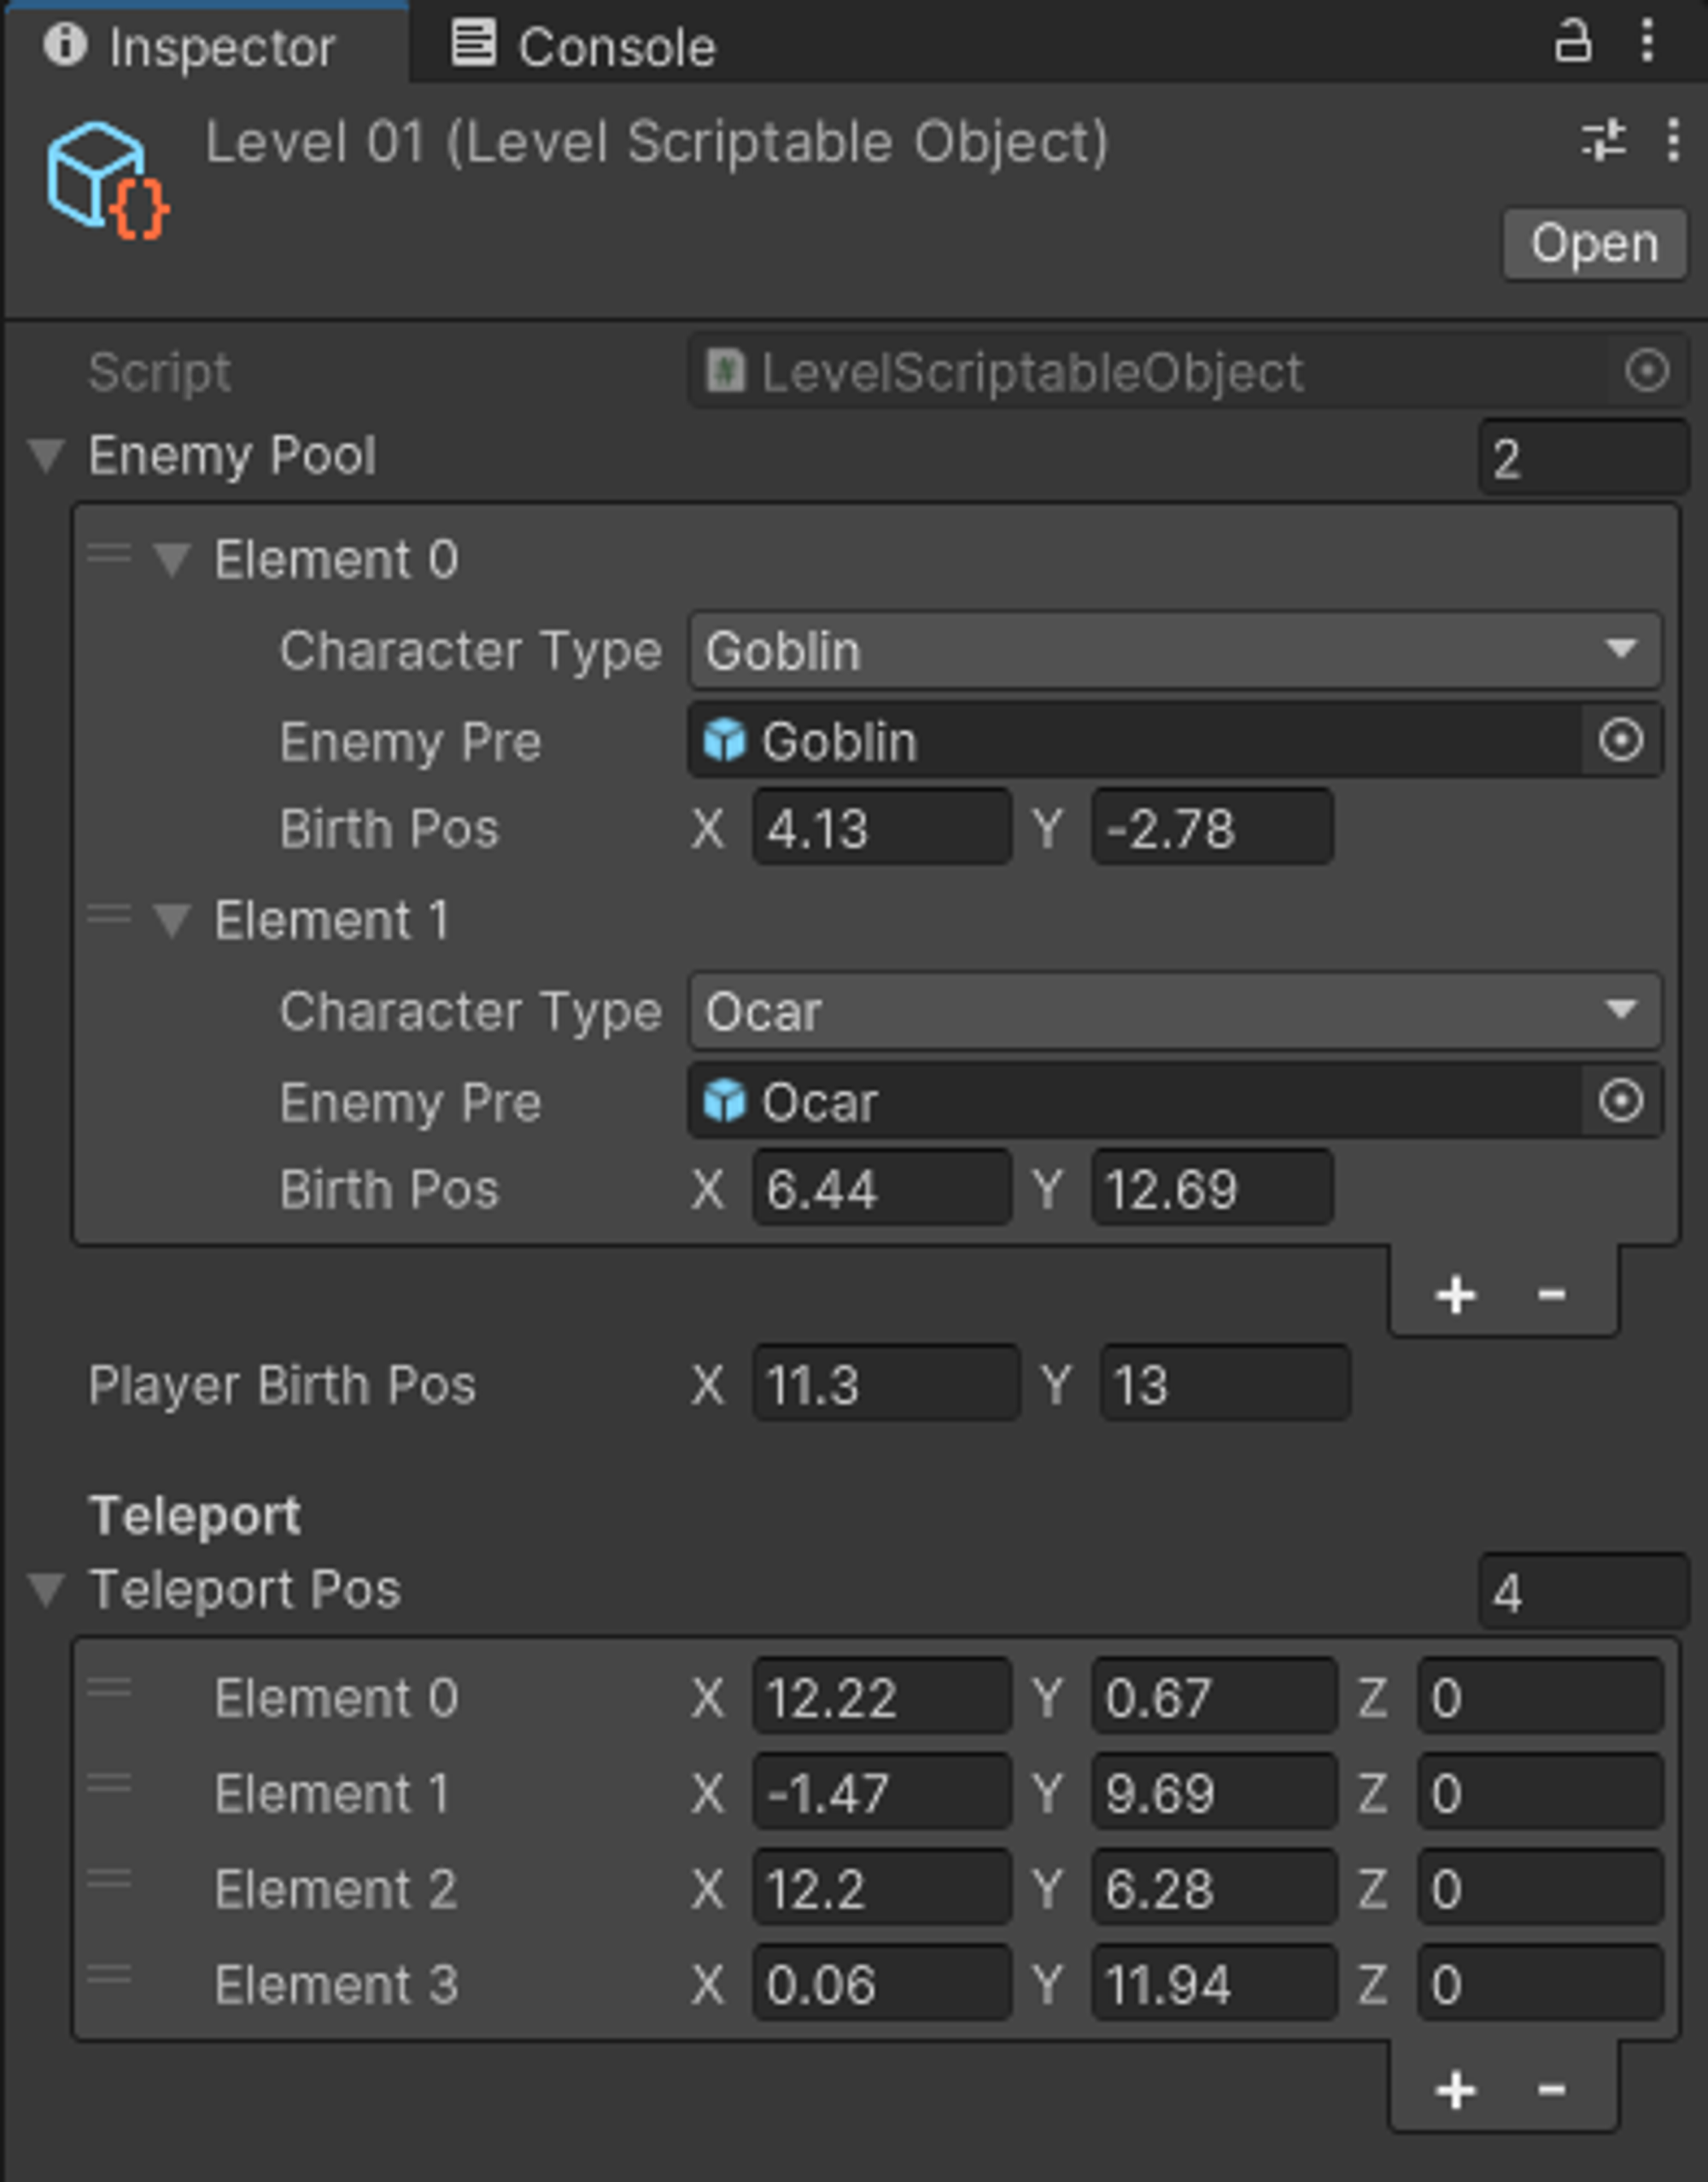 Inspector Console
Level 01 (Level Scriptable Object)
Open
Script # LevelScriptableObject
Enemy Pool 2
Element 0
Character Type Goblin
Enemy Pre Goblin
Birth Pos X 4.13 Y -2.78
Element 1
Character Type Ocar
Enemy Pre Ocar
Birth Pos X 6.44 Y 12.69
+ -
Player Birth Pos X 11.3 Y 13
Teleport
Teleport Pos 4
Element 0 X 12.22 Y 0.67 Z 0
Element 1 X -1.47 Y 9.69 Z 0
Element 2 X 12.2 Y 6.28 Z 0
Element 3 X 0.06 Y 11.94 Z 0
+ -